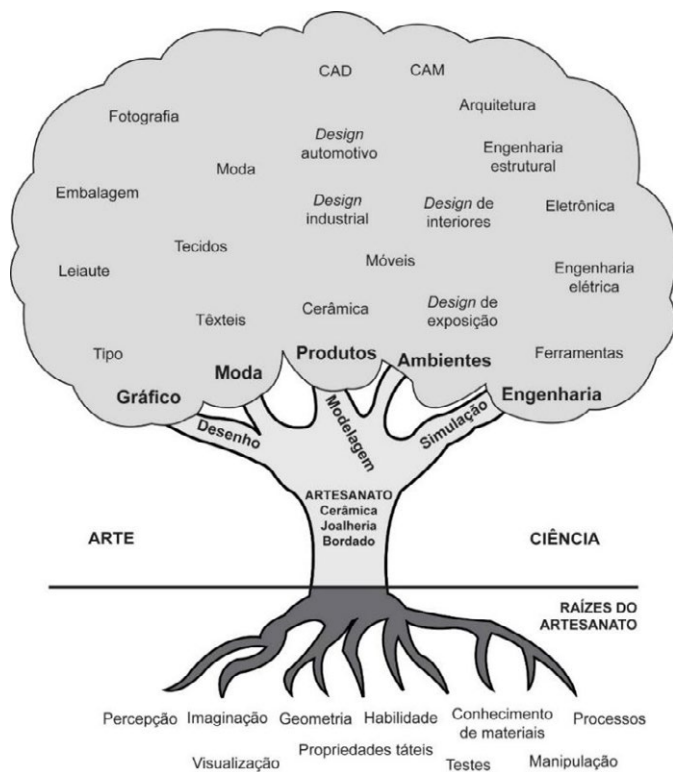 CAD
CAM
Fotografia
Arquitetura
Design
automotivo
Engenharia
estrutural
Moda
Embalagem
Design
industrial
Design de
interiores
Eletrônica
Tecidos
Móveis
Leiaute
Engenharia
elétrica
Têxteis
Cerâmica
Design de
exposição
Tipo
Ferramentas
Gráfico
Moda
Produtos
Ambientes
Engenharia
Desenho
Modelagem
Simulação
ARTESANATO
Cerâmica
Joalheria
Bordado
ARTE
CIÊNCIA
RAÍZES DO
ARTESANATO
Percepção
Imaginação
Geometria
Habilidade
Conhecimento
de materiais
Processos
Visualização
Propriedades táteis
Testes
Manipulação